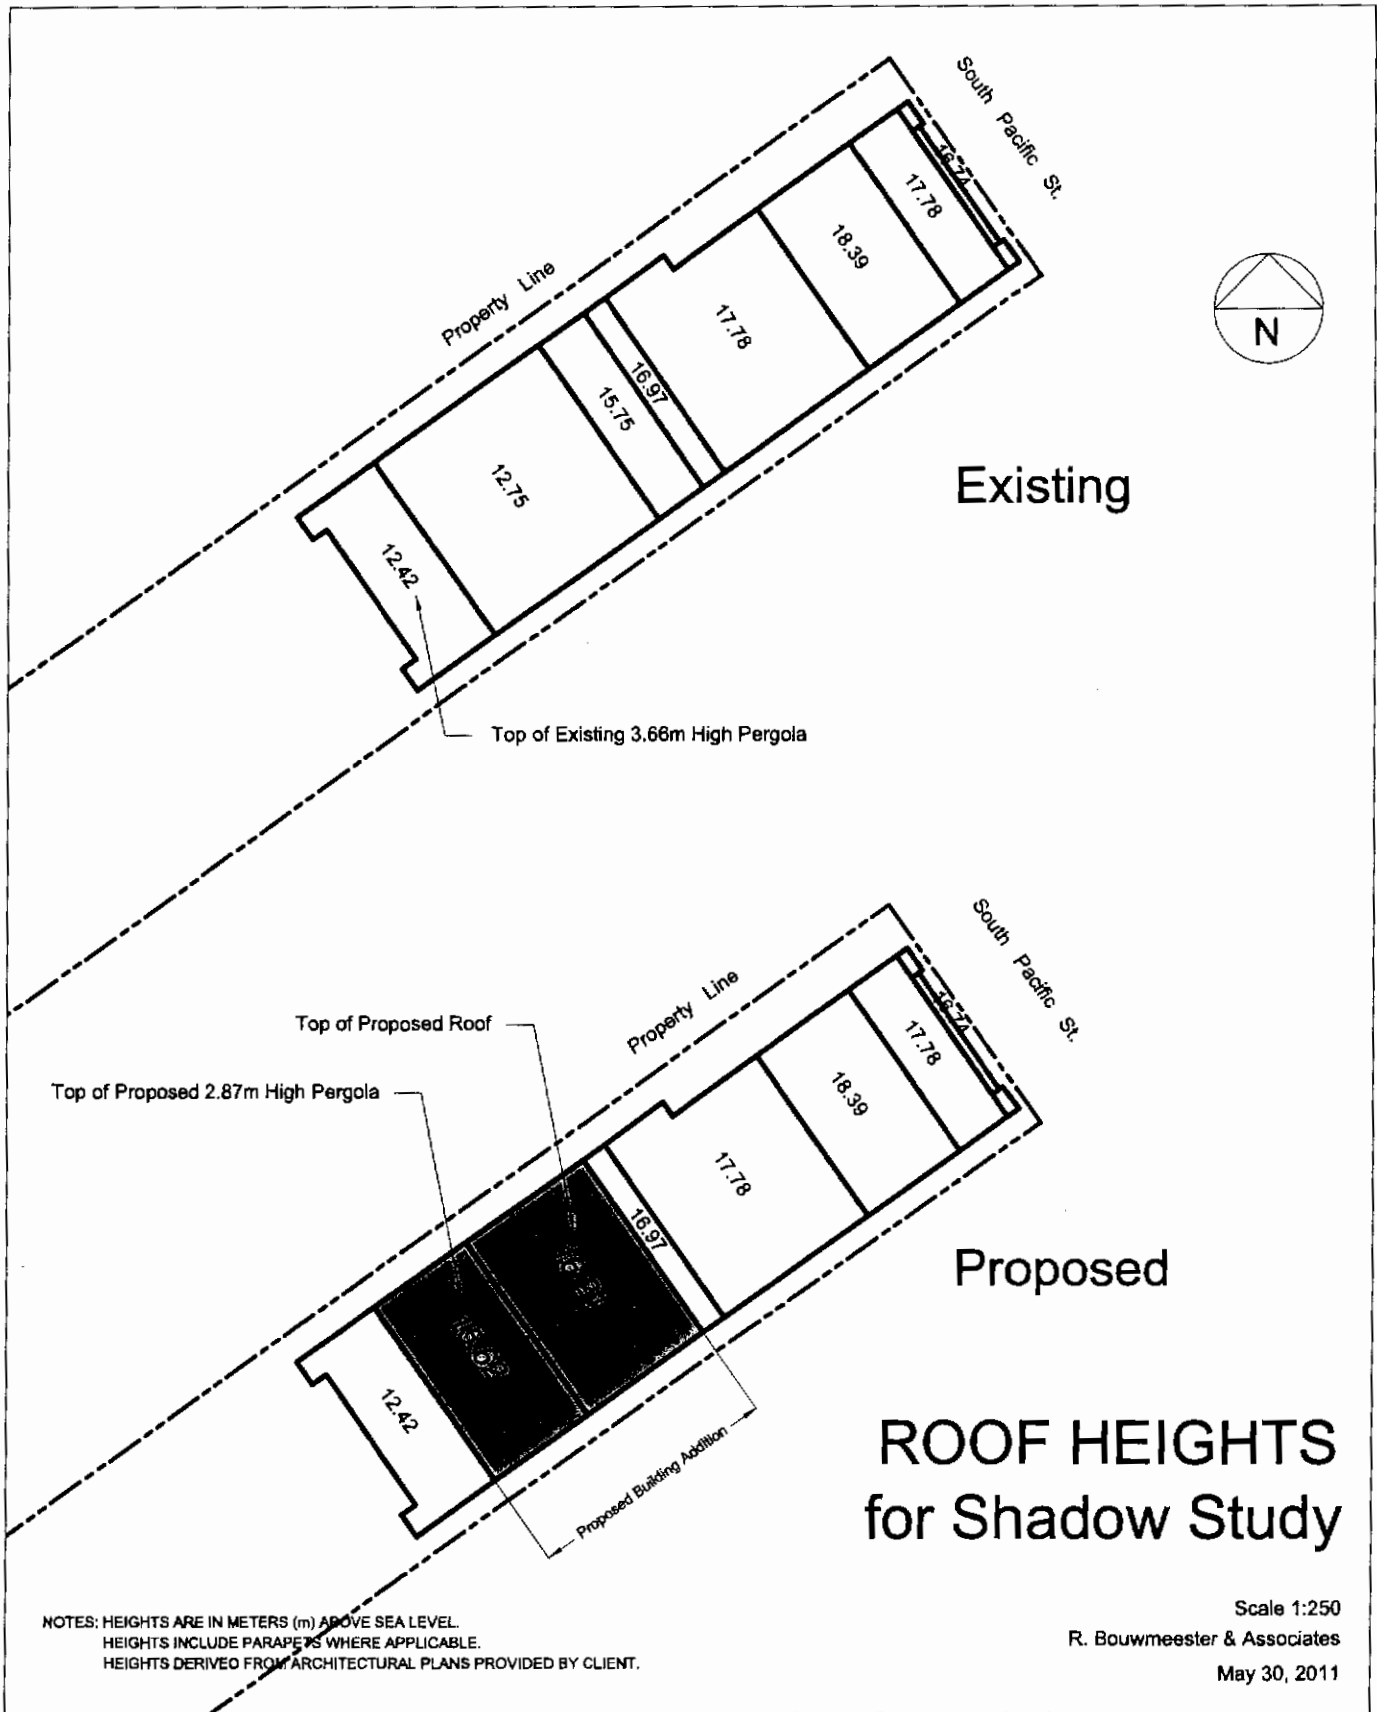 South Pacific St.
16.74
17.78
18.39
17.78
Property Line
16.97
15.75
12.75
12.42
N
Existing
Top of Existing 3.66m High Pergola
South Pacific St.
16.74
17.78
18.39
17.78
Property Line
Top of Proposed Roof
Top of Proposed 2.87m High Pergola
16.97
12.42
Proposed
Proposed Building Addition
ROOF HEIGHTS
for Shadow Study
NOTES: HEIGHTS ARE IN METERS (m) ABOVE SEA LEVEL.
HEIGHTS INCLUDE PARAPETS WHERE APPLICABLE.
HEIGHTS DERIVED FROM ARCHITECTURAL PLANS PROVIDED BY CLIENT.
Scale 1:250
R. Bouwmeester & Associates
May 30, 2011